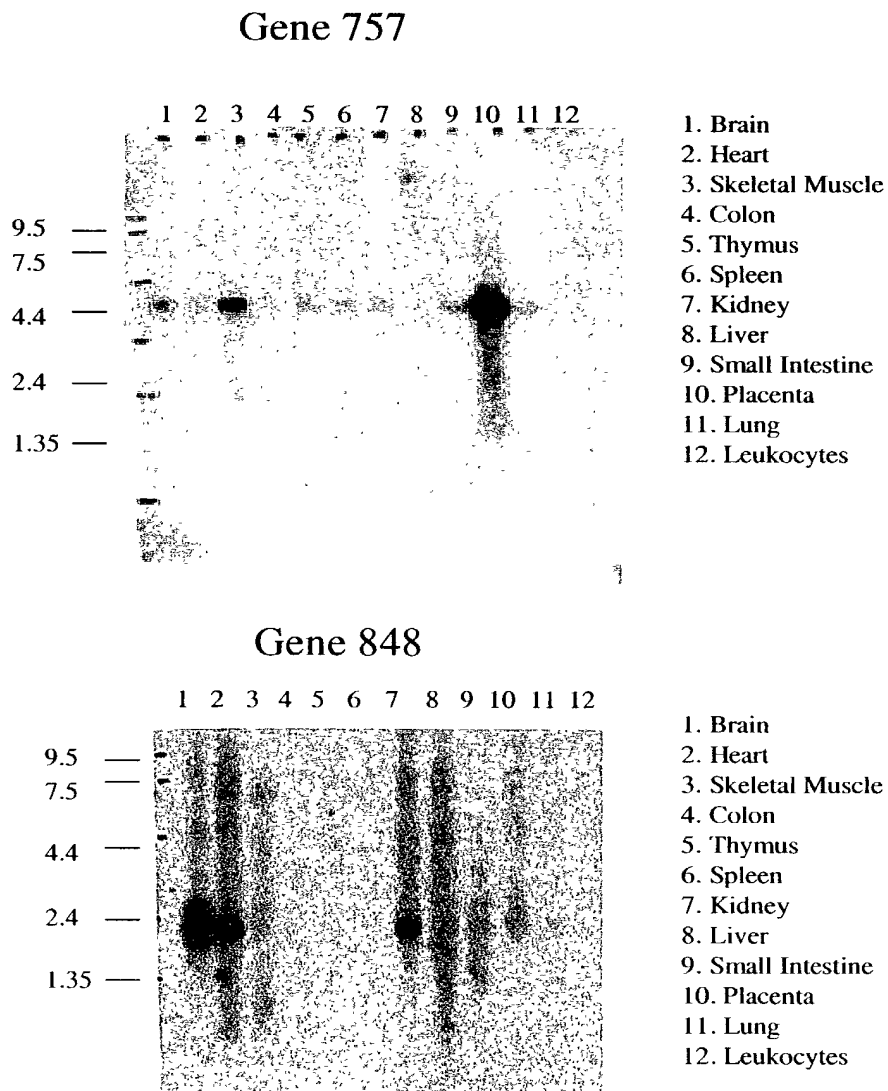 Gene 757
1 2 3 4 5 6 7 8 9 10 11 12
9.5
7.5
4.4
2.4
1.35
1. Brain
2. Heart
3. Skeletal Muscle
4. Colon
5. Thymus
6. Spleen
7. Kidney
8. Liver
9. Small Intestine
10. Placenta
11. Lung
12. Leukocytes
Gene 848
1 2 3 4 5 6 7 8 9 10 11 12
9.5
7.5
4.4
2.4
1.35
1. Brain
2. Heart
3. Skeletal Muscle
4. Colon
5. Thymus
6. Spleen
7. Kidney
8. Liver
9. Small Intestine
10. Placenta
11. Lung
12. Leukocytes